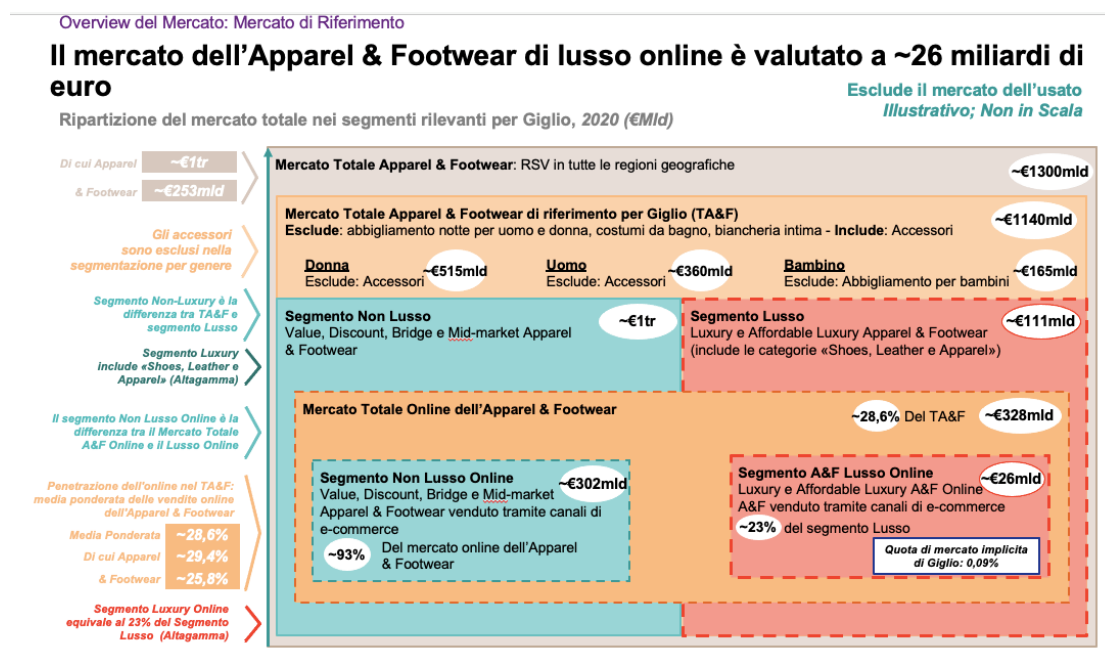 Overview del Mercato: Mercato di Riferimento
Il mercato dell'Apparel & Footwear di lusso online è valutato a ~26 miliardi di
euro
Esclude il mercato dell'usato
Illustrativo; Non in Scala
Ripartizione del mercato totale nei segmenti rilevanti per Giglio, 2020 (€Mld)
Di cui Apparel ~€1tr
& Footwear ~€253mld
Gli accessori
sono esclusi nella
segmentazione per genere
Segmento Non-Luxury è la
differenza tra TA&F e
segmento Lusso
Segmento Luxury
include «Shoes, Leather e
Apparel» (Altagamma)
Il segmento Non Lusso Online è la
differenza tra il Mercato Totale
A&F Online e il Lusso Online
Penetrazione dell'online nel TA&F:
media ponderata delle vendite online
dell'Apparel & Footwear
Media Ponderata ~28,6%
Di cui Apparel ~29,4%
& Footwear ~25,8%
Segmento Luxury Online
equivale al 23% del Segmento
Lusso (Altagamma)
Mercato Totale Apparel & Footwear: RSV in tutte le regioni geografiche
~€1300mld
Mercato Totale Apparel & Footwear di riferimento per Giglio (TA&F)
~€1140mld
Esclude: abbigliamento notte per uomo e donna, costumi da bagno, biancheria intima - Include: Accessori
Donna
Esclude: Accessori
~€515mld
Uomo
Esclude: Accessori
~€360mld
Bambino
Esclude: Abbigliamento per bambini
~€165mld
Segmento Non Lusso
~€1tr
Value, Discount, Bridge e Mid-market Apparel
& Footwear
Segmento Lusso
~€111mld
Luxury e Affordable Luxury Apparel & Footwear
(include le categorie «Shoes, Leather e Apparel»)
Mercato Totale Online dell'Apparel & Footwear
~28,6% Del TA&F
~€328mld
Segmento Non Lusso Online
~€302mld
Value, Discount, Bridge e Mid-market
Apparel & Footwear venduto tramite canali di
e-commerce
~93% Del mercato online dell'Apparel
& Footwear
Segmento A&F Lusso Online
~€26mld
Luxury e Affordable Luxury A&F Online
A&F venduto tramite canali di e-commerce
~23% del segmento Lusso
Quota di mercato implicita
di Giglio: 0,09%